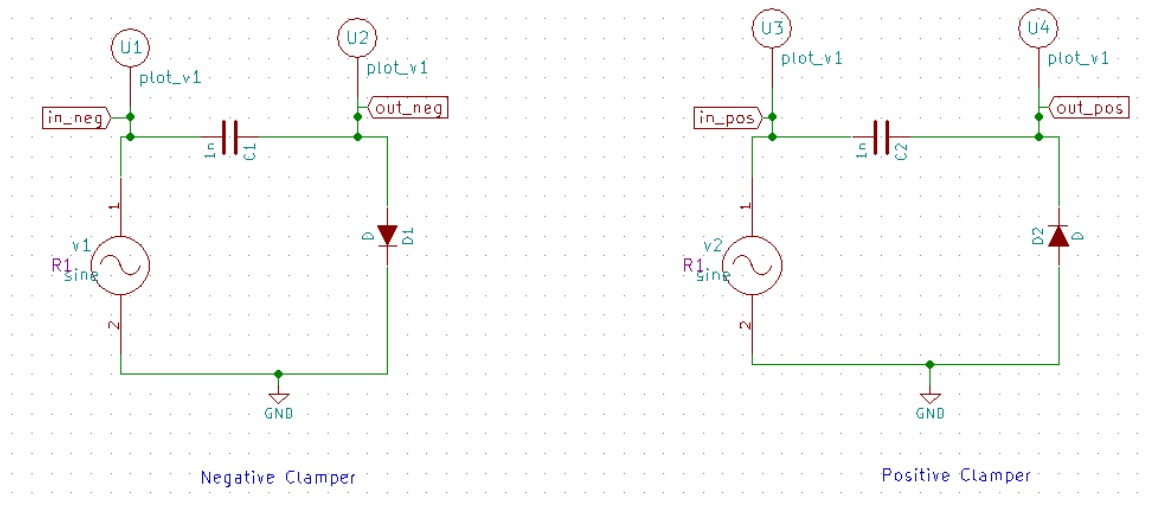 U1
plot_v1
U2
plot_v1
in_neg
out_neg
1n
C1
1
v1
R1
sine
2
D
D1
GND
Negative Clamper
U3
plot_v1
U4
plot_v1
in_pos
out_pos
1n
C2
1
v2
R1
sine
2
D2
D
GND
Positive Clamper